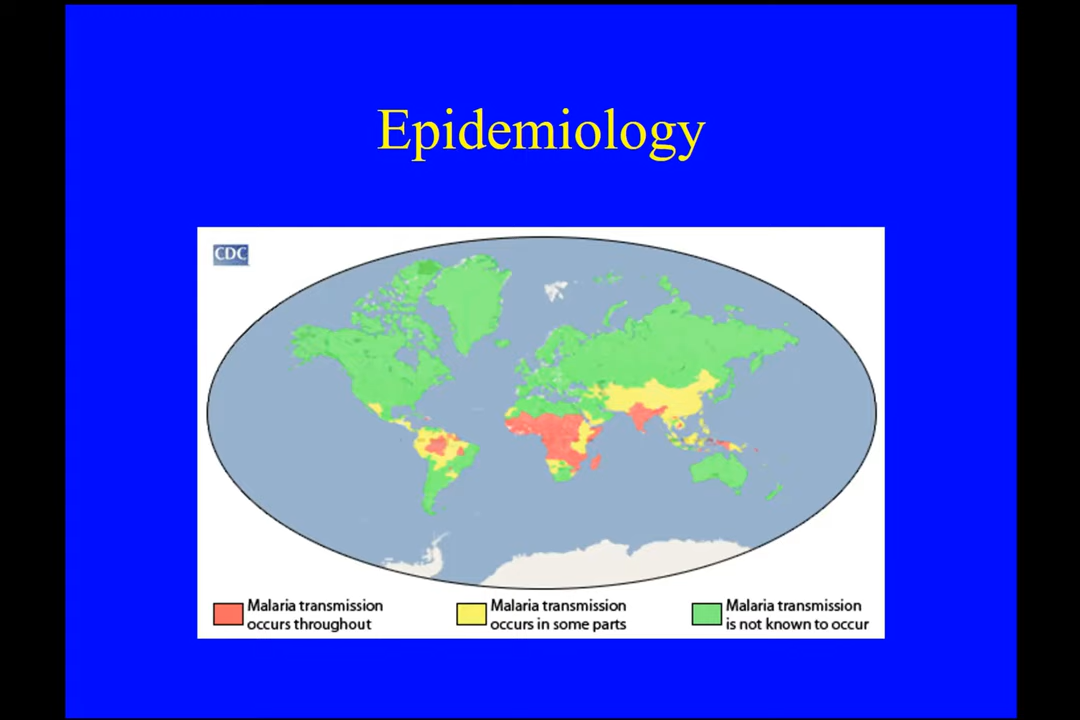 Epidemiology
CDC
Malaria transmission
occurs throughout
Malaria transmission
occurs in some parts
Malaria transmission
is not known to occur